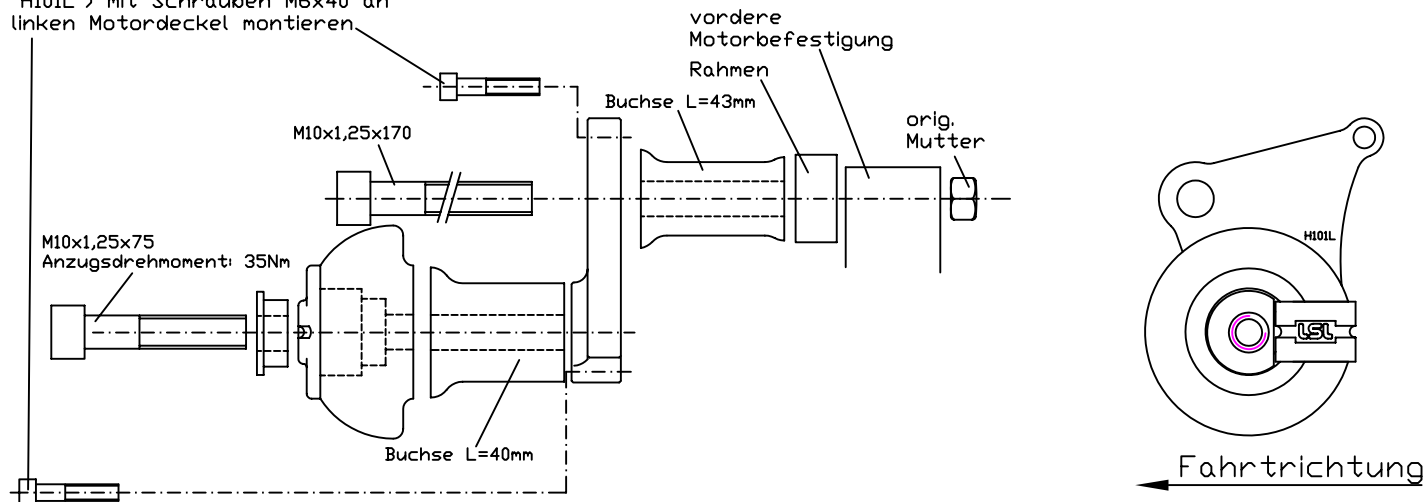 H101L ) mit Schrauben M6x40 an
linken Motordeckel montieren
vordere
Motorbefestigung
Rahmen
Buchse L=43mm
orig.
Mutter
M10x1,25x170
M10x1,25x75
Anzugsdrehmoment: 35Nm
Buchse L=40mm
H101L
LSL
Fahrtrichtung